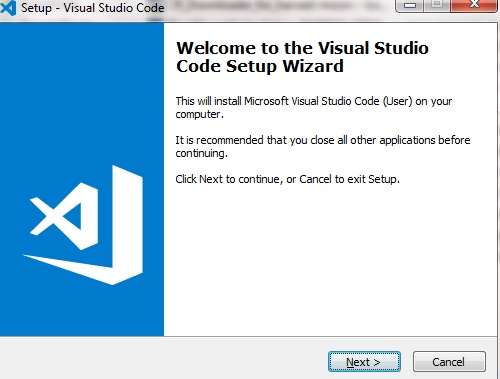 Setup - Visual Studio Code
Welcome to the Visual Studio
Code Setup Wizard
This will install Microsoft Visual Studio Code (User) on your
computer.
It is recommended that you close all other applications before
continuing.
Click Next to continue, or Cancel to exit Setup.
Next >
Cancel